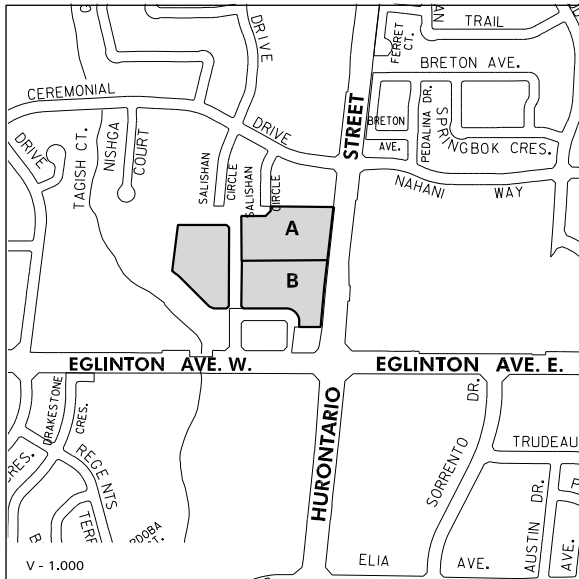 TRAIL
DRIVE
FERRET
CT.
BRETON AVE.
CEREMONIAL
DRIVE
STREET
BRETON
AVE.
PEDALINA DR.
SPRINGBOK CRES.
DRIVE
TAGISH CT.
NISHGA
COURT
SALISHAN
CIRCLE
SALISHAN
CIRCLE
NAHANI WAY
A
B
EGLINTON AVE. W.
EGLINTON AVE. E.
DRAKESTONE
CRES.
HURONTARIO
DR.
SORRENTO
TRUDEAU
REGENTS
CRES.
AUSTIN DR.
AVE.
ELIA AVE.
V - 1.000